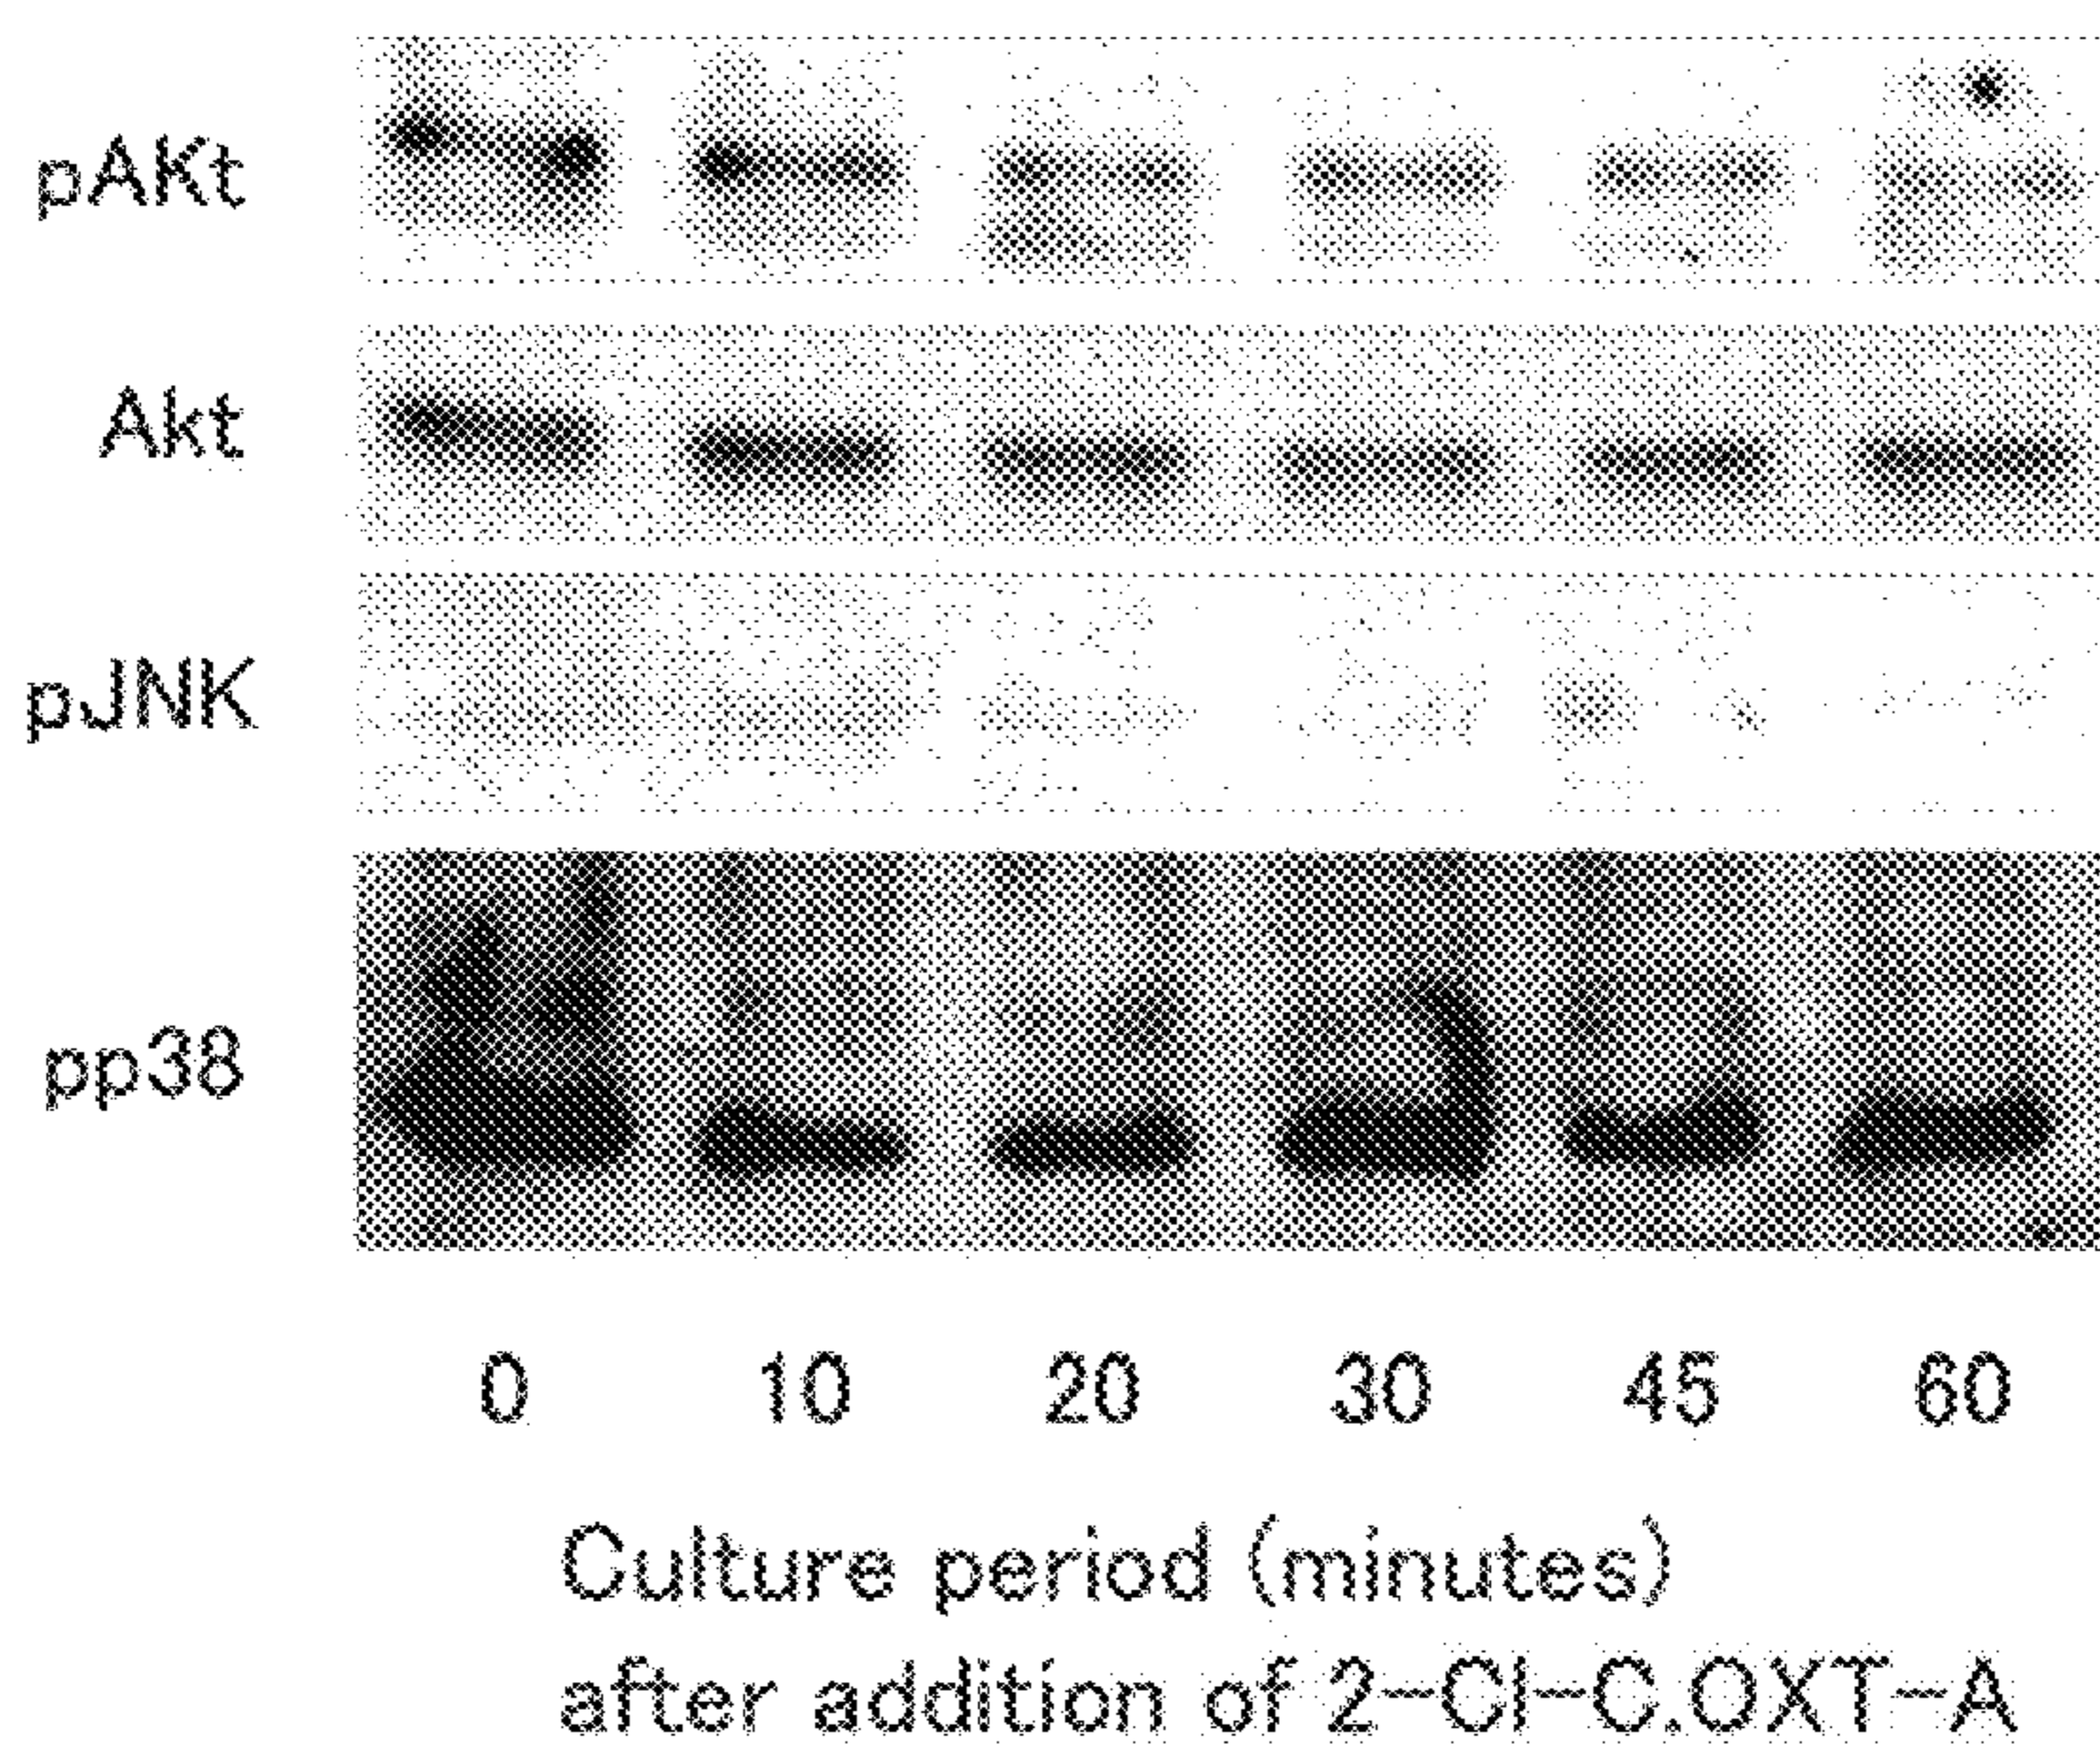 pAKt
Akt
pJNK
pp38
0 10 20 30 45 60
Culture period (minutes)
after addition of 2-Cl-C.OXT-A